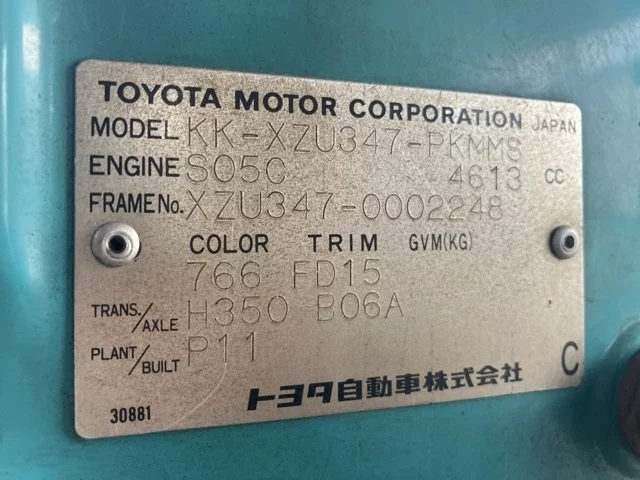 TOYOTA MOTOR CORPORATION JAPAN
MODEL KK-XZU347-PKMMS
ENGINE S05C 4613 CC
FRAME No. XZU347-0002248
COLOR TRIM GVM(KG)
766 FD15
TRANS./AXLE H350 B06A
PLANT/BUILT P11
トヨタ自動車株式会社 C
30881